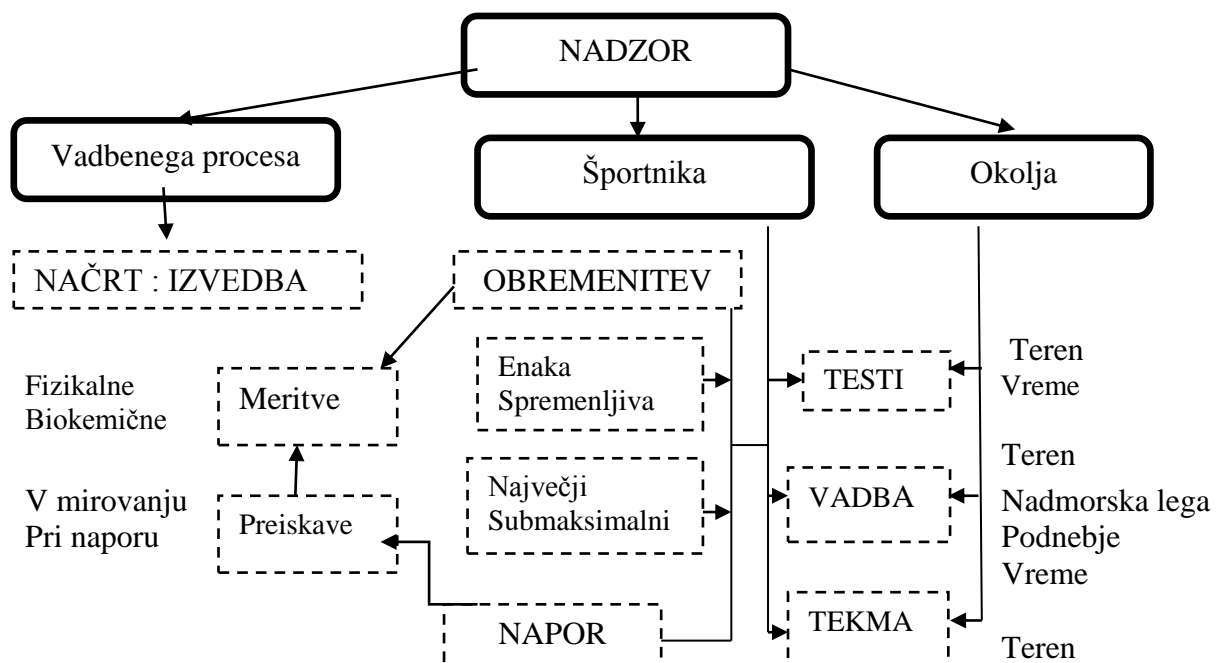 NADZOR
Vadbenega procesa
Športnika
Okolja
NAČRT : IZVEDBA
OBREMENITEV
Fizikalne
Biokemične
Meritve
Enaka
Spremenljiva
TESTI
Teren
Vreme
V mirovanju
Pri naporu
Preiskave
Največji
Submaksimalni
VADBA
Teren
Nadmorska lega
Podnebje
Vreme
NAPOR
TEKMA
Teren